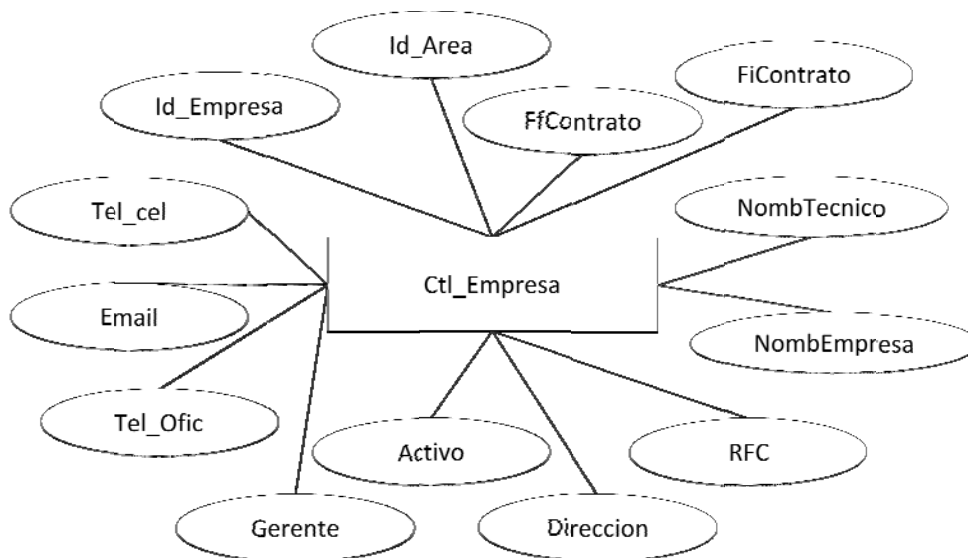 Id_Area
FiContrato
Id_Empresa
FfContrato
Tel_cel
NombTecnico
Ctl_Empresa
Email
NombEmpresa
Tel_Ofic
Activo
RFC
Gerente
Direccion